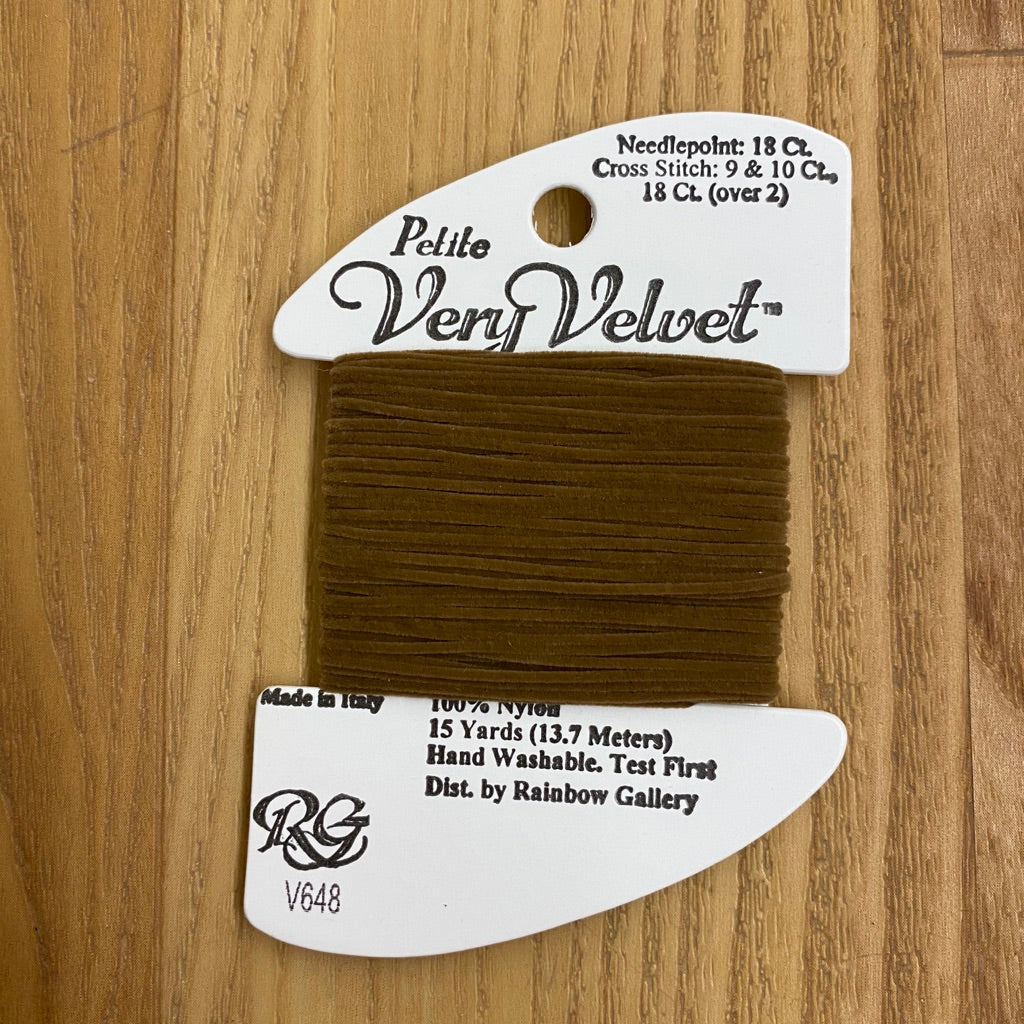 Needlepoint: 18 Ct.
Cross Stitch: 9 & 10 Ct.,
18 Ct. (over 2)
Petite
Very Velvet™
Made in Italy
100% Nylon
15 Yards (13.7 Meters)
Hand Washable. Test First
Dist. by Rainbow Gallery
RG
V648